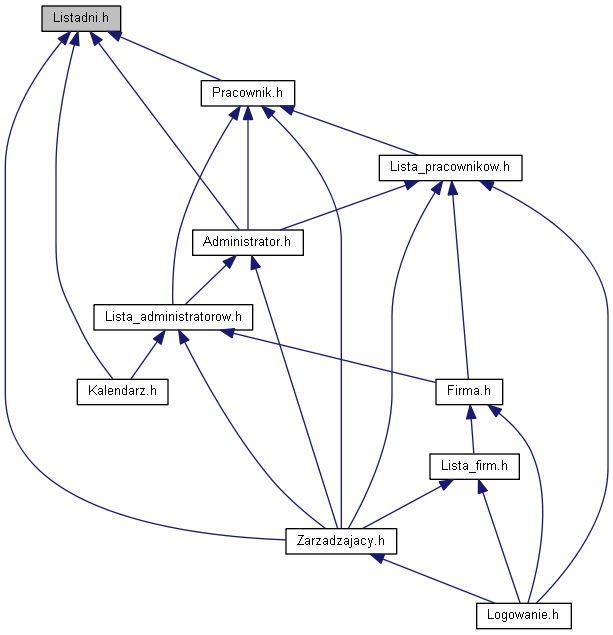 Listadni.h
Pracownik.h
Lista_pracownikow.h
Administrator.h
Lista_administratorow.h
Kalendarz.h
Firma.h
Lista_firm.h
Zarzadzajacy.h
Logowanie.h